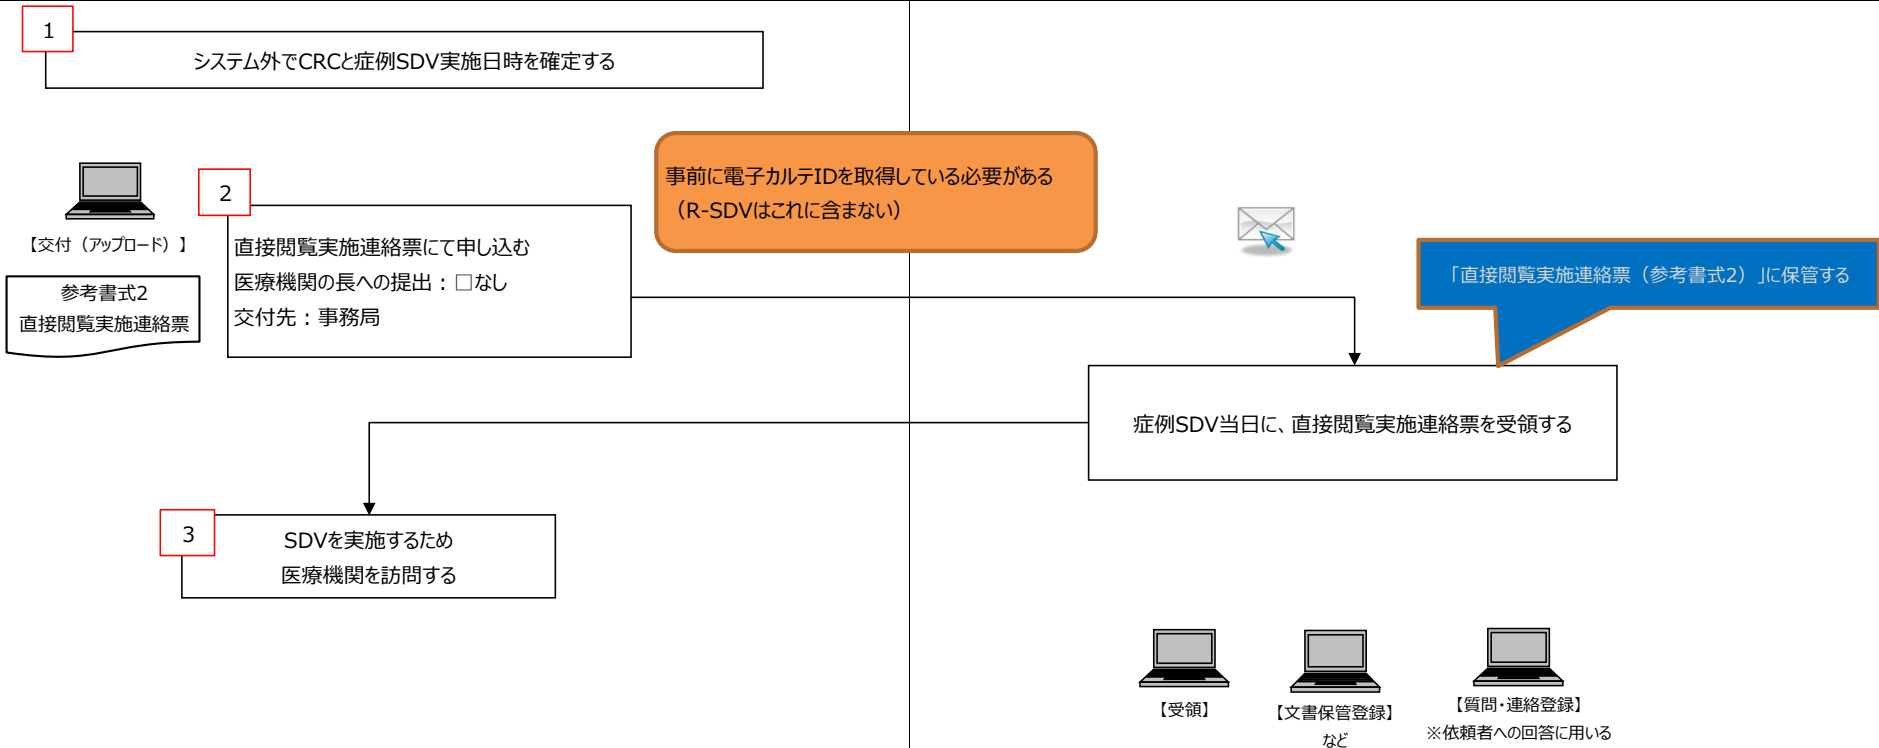 1
システム外でCRCと症例SDV実施日時を確定する
事前に電子カルテIDを取得している必要がある
（R-SDVはこれに含まない）
2
【交付（アップロード）】
直接閲覧実施連絡票にて申し込む
医療機関の長への提出：□なし
交付先：事務局
参考書式2
直接閲覧実施連絡票
「直接閲覧実施連絡票（参考書式2）」に保管する
症例SDV当日に、直接閲覧実施連絡票を受領する
3
SDVを実施するため
医療機関を訪問する
【受領】
【文書保管登録】
など
【質問・連絡登録】
※依頼者への回答に用いる